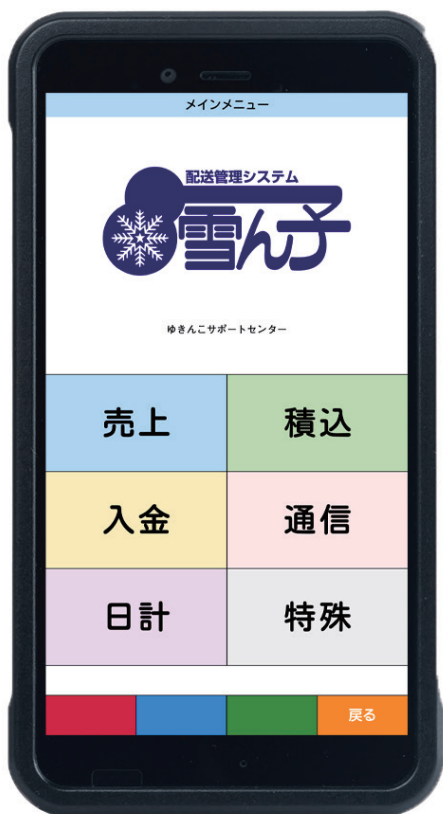 メインメニュー
配送管理システム
雪ん子
ゆきんこサポートセンター
売上
積込
入金
通信
日計
特殊
戻る